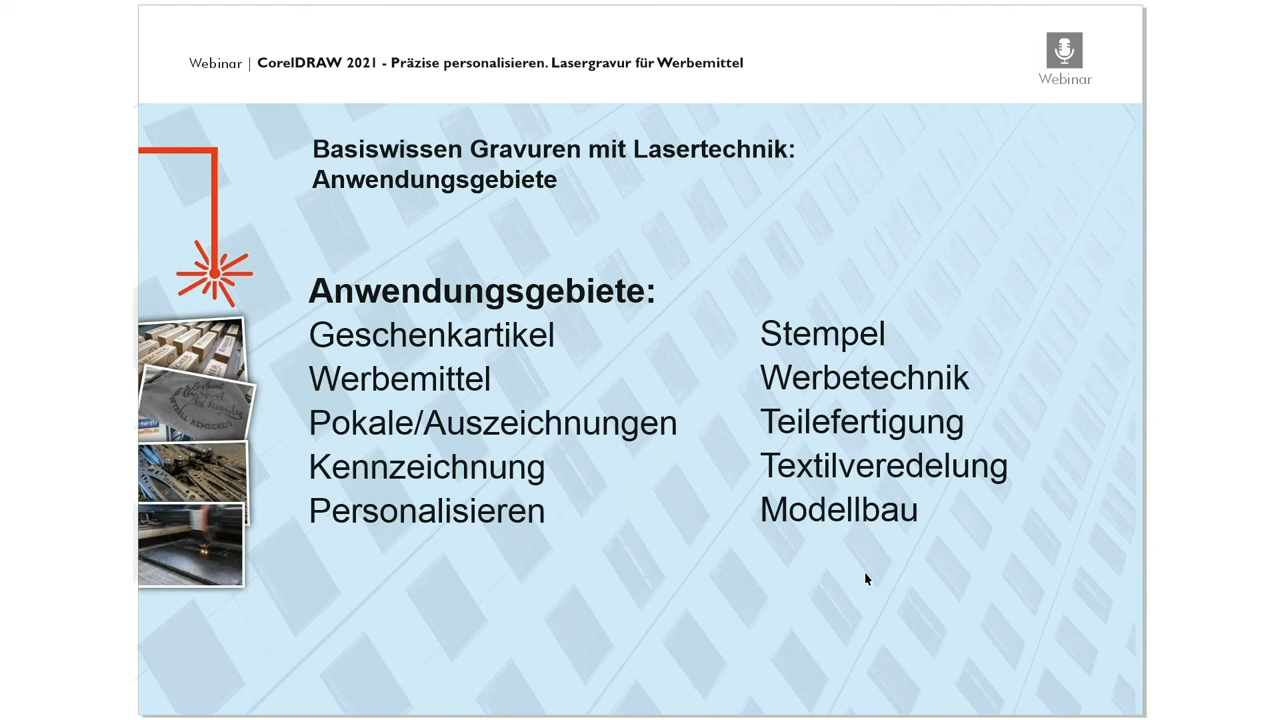 Webinar | CorelDRAW 2021 - Präzise personalisieren. Lasergravur für Werbemittel
Webinar
Basiswissen Gravuren mit Lasertechnik:
Anwendungsgebiete
Anwendungsgebiete:
Geschenkartikel
Werbemittel
Pokale/Auszeichnungen
Kennzeichnung
Personalisieren
Stempel
Werbetechnik
Teilefertigung
Textilveredelung
Modellbau
REMSCHEID